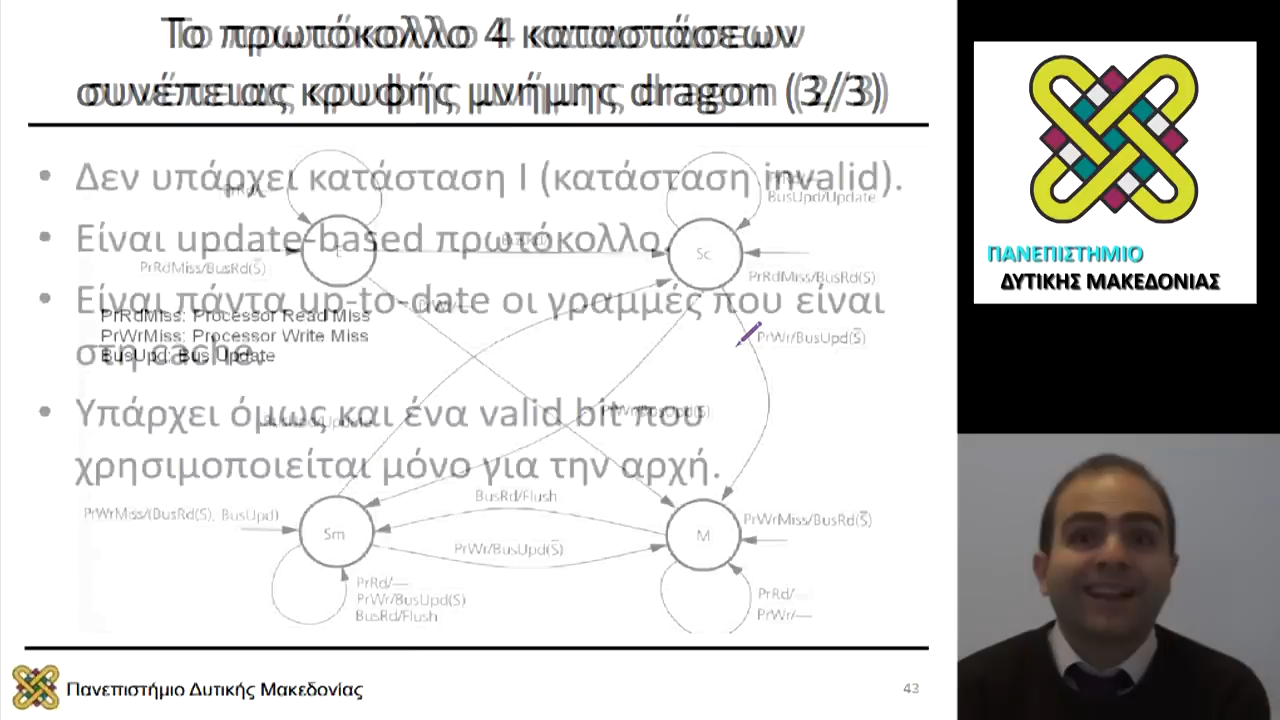 Το πρωτόκολλο 4 καταστάσεων
συνέπειας κρυφής μνήμης dragon (3/3)
• Δεν υπάρχει κατάσταση I (κατάσταση invalid).
BusUpd/Update
• Είναι update-based πρωτόκολλο.
Sc
PrRdMiss/BusRd(S̅)
PrRdMiss/BusRd(S)
• Είναι πάντα up-to-date οι γραμμές που είναι
στη cache.
PrRdMiss: Processor Read Miss
PrWrMiss: Processor Write Miss
BusUpd: Bus Update
PrWr/BusUpd(S̅)
• Υπάρχει όμως και ένα valid bit που
χρησιμοποιείται μόνο για την αρχή.
PrWr/BusUpd(S)
BusRd/Flush
PrWrMiss/(BusRd(S), BusUpd)
Sm
M
PrWrMiss/BusRd(S̅)
PrWr/BusUpd(S̅)
PrRd/—
PrWr/BusUpd(S)
BusRd/Flush
PrRd/—
PrWr/—
Πανεπιστήμιο Δυτικής Μακεδονίας
43
ΠΑΝΕΠΙΣΤΗΜΙΟ
ΔΥΤΙΚΗΣ ΜΑΚΕΔΟΝΙΑΣ